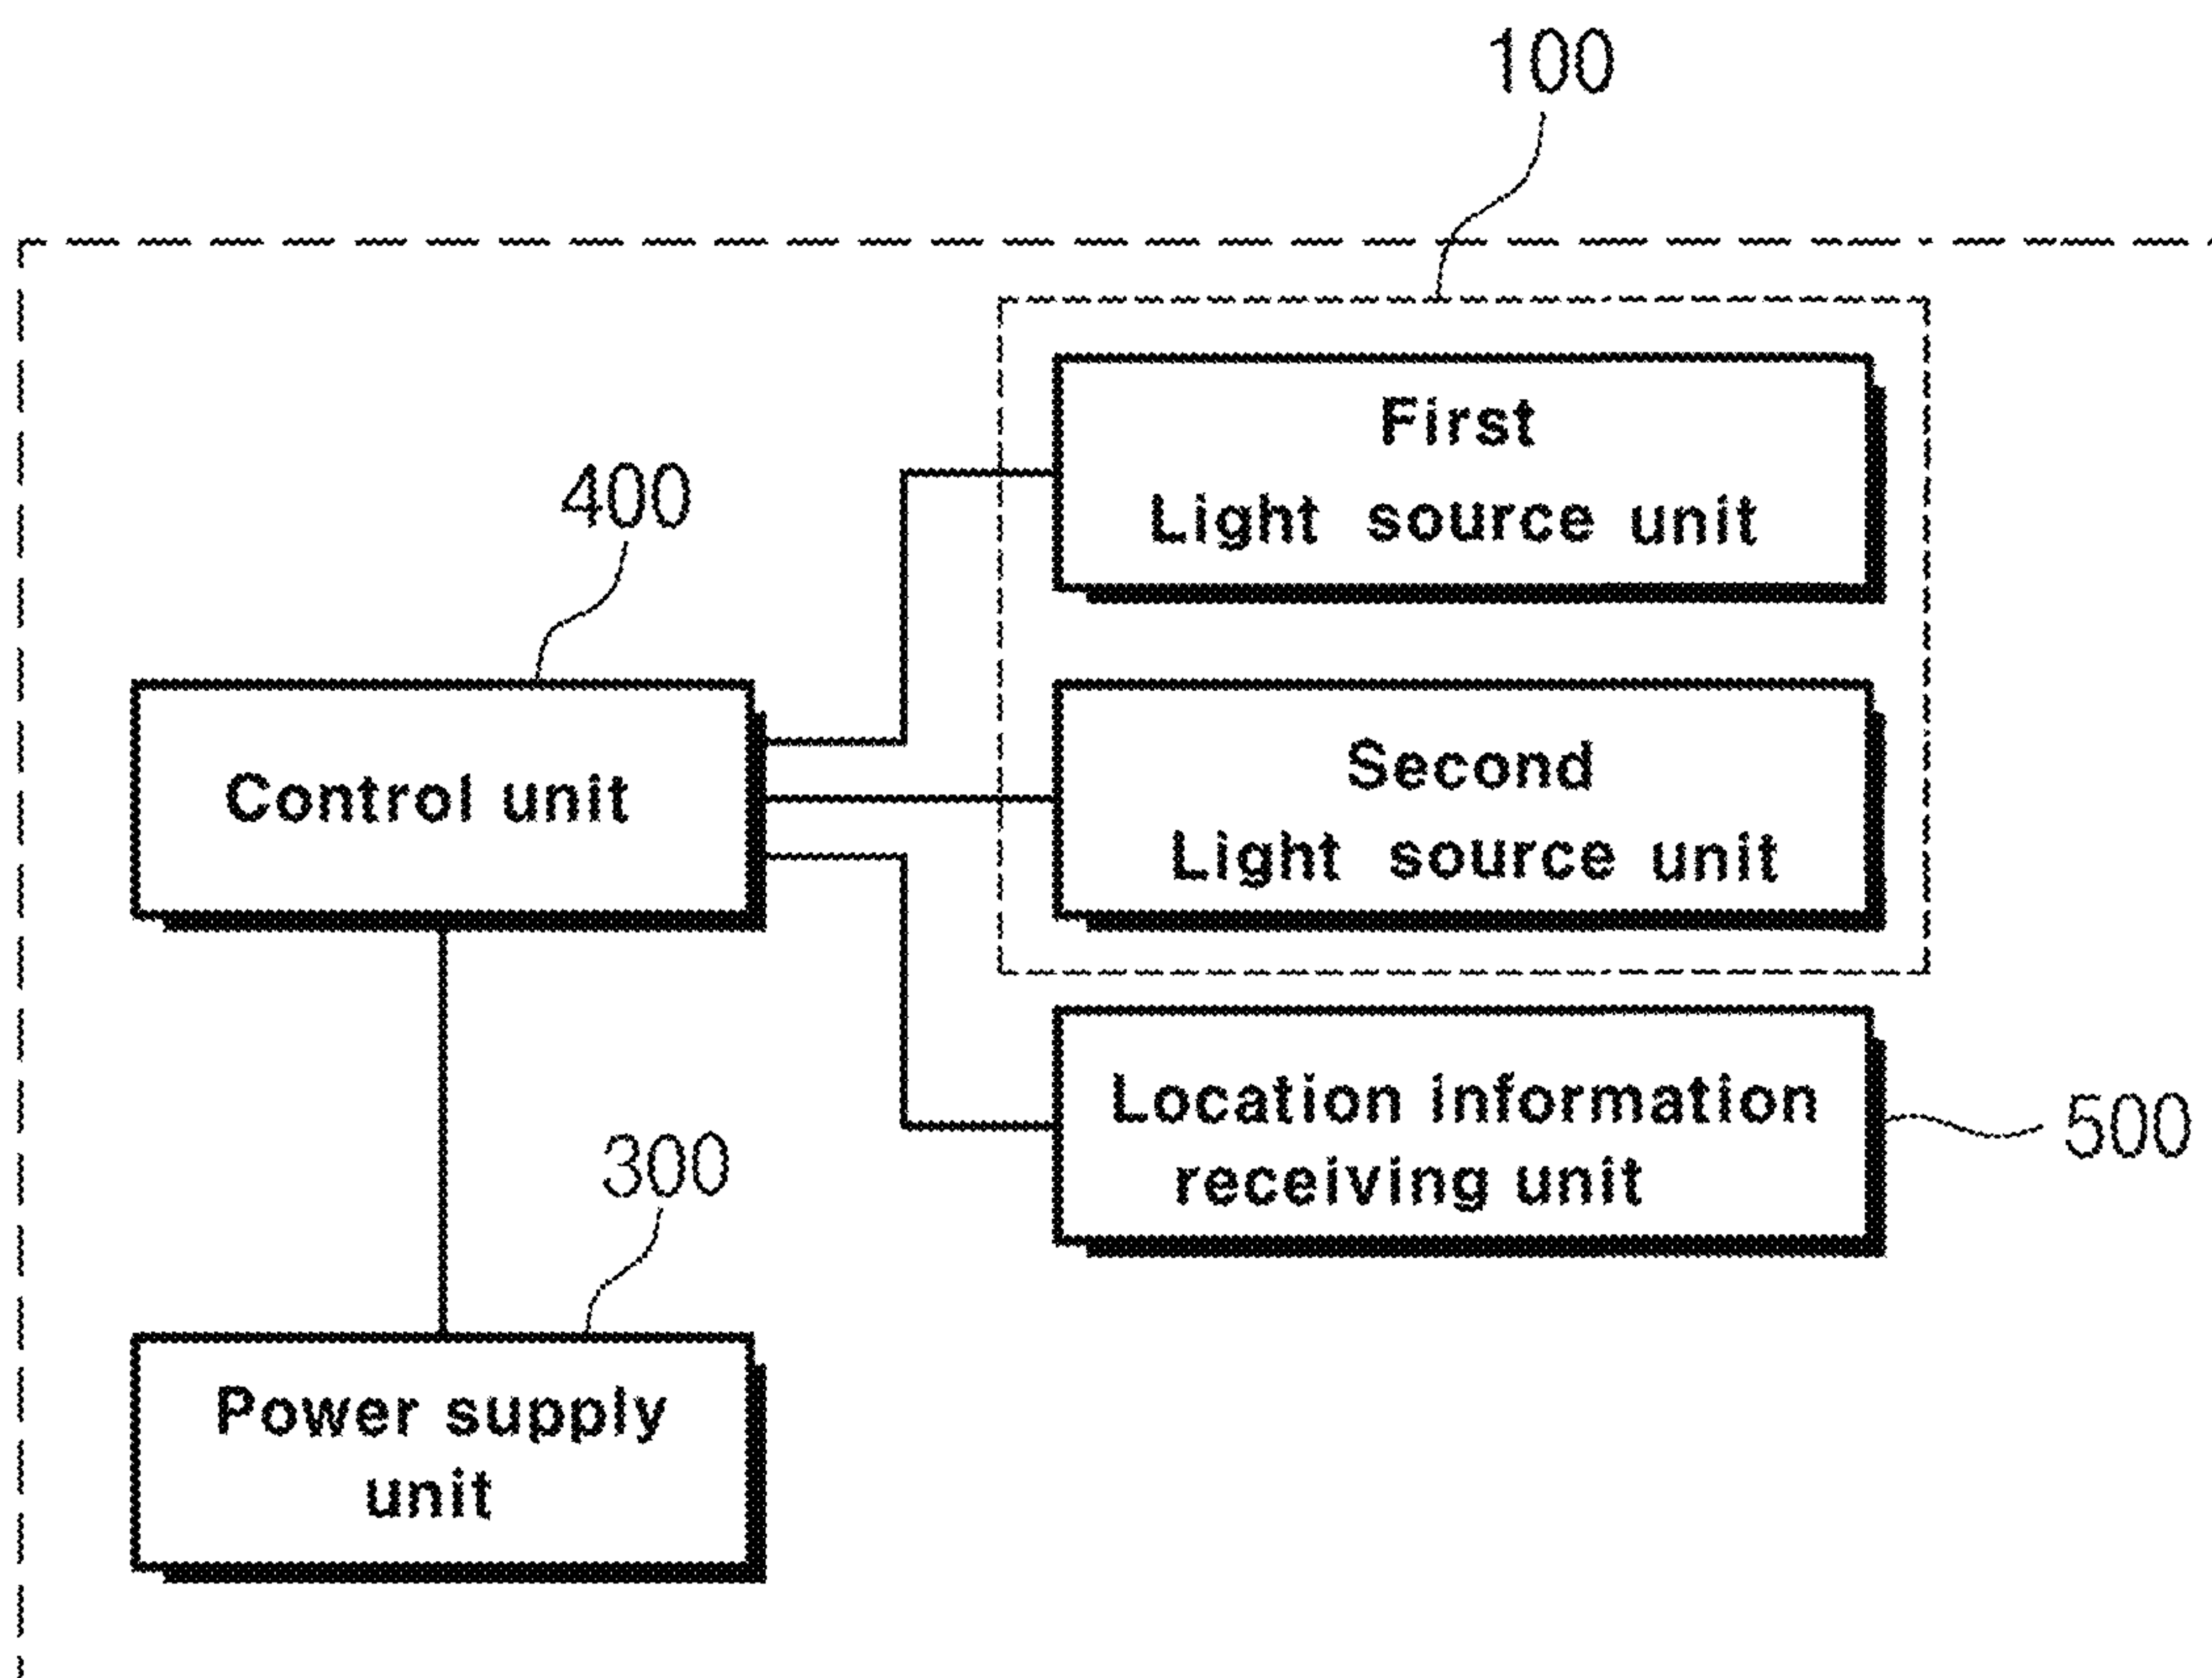 100
First
Light source unit
400
Second
Light source unit
Control unit
Location information
receiving unit
500
300
Power supply
unit